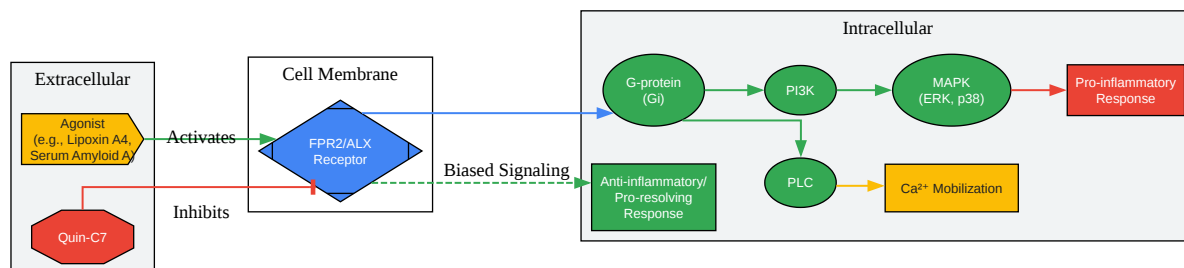 Extracellular
Agonist
(e.g., Lipoxin A4,
Serum Amyloid A)
Quin-C7
Activates
Inhibits
Cell Membrane
FPR2/ALX
Receptor
Biased Signaling
Intracellular
G-protein
(Gi)
PI3K
MAPK
(ERK, p38)
Pro-inflammatory
Response
Anti-inflammatory/
Pro-resolving
Response
PLC
Ca²⁺ Mobilization